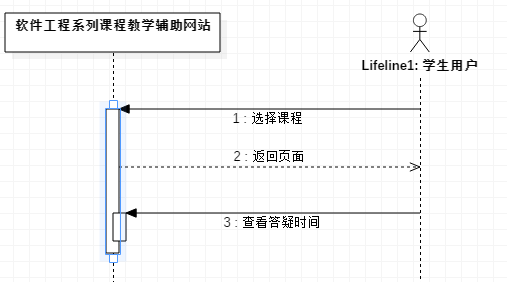 软件工程系列课程教学辅助网站
Lifeline1: 学生用户
1 : 选择课程
2 : 返回页面
3 : 查看答疑时间